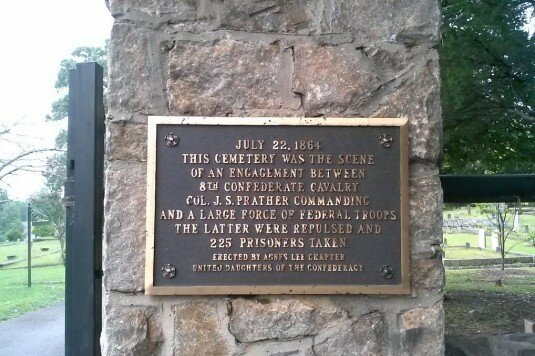 JULY 22, 1864
THIS CEMETERY WAS THE SCENE
OF AN ENGAGEMENT BETWEEN
8TH CONFEDERATE CAVALRY
COL. J. S. PRATHER COMMANDING
AND A LARGE FORCE OF FEDERAL TROOPS
THE LATTER WERE REPULSED AND
225 PRISONERS TAKEN.
ERECTED BY AGNES LEE CHAPTER
UNITED DAUGHTERS OF THE CONFEDERACY